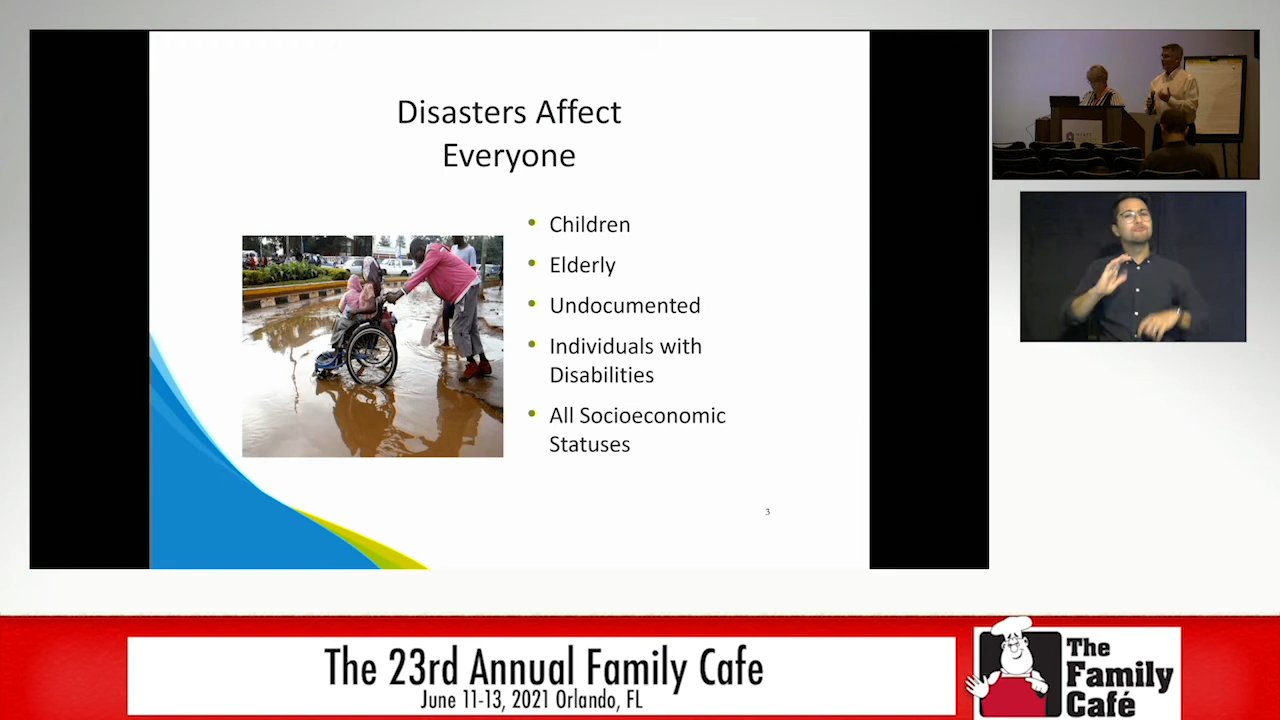 Disasters Affect
Everyone
• Children
• Elderly
• Undocumented
• Individuals with
Disabilities
• All Socioeconomic
Statuses
3
The 23rd Annual Family Cafe
June 11-13, 2021 Orlando, FL
The
Family
Café